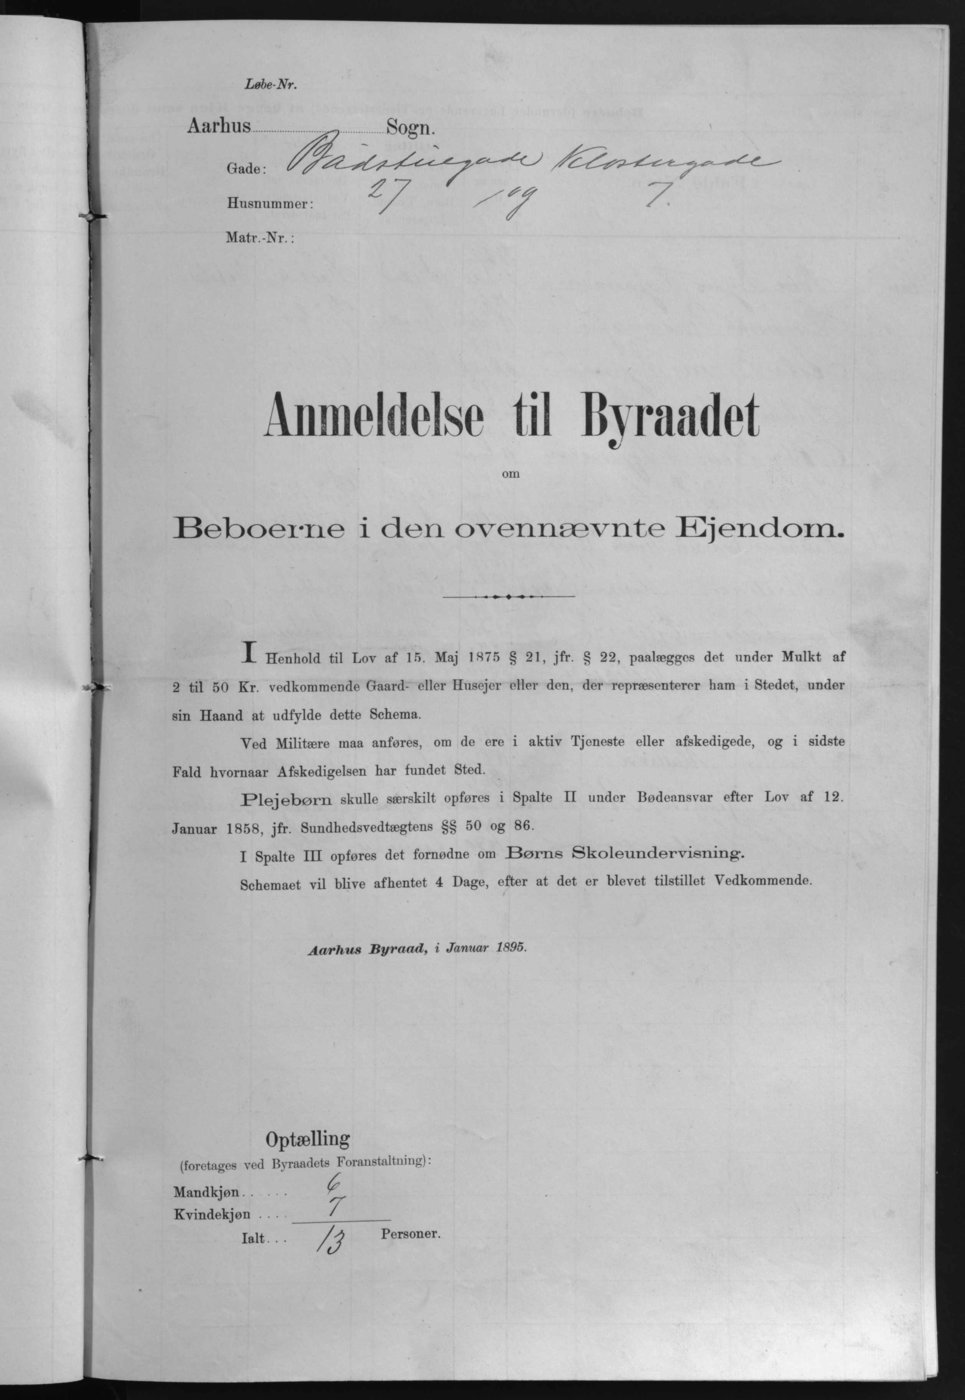 Løbe-Nr.
Aarhus Sogn.
Gade: Bådstuegade Klostergade
Husnummer: 27 og 7.
Matr.-Nr.:
Anmeldelse til Byraadet
om
Beboerne i den ovennævnte Ejendom.
I Henhold til Lov af 15. Maj 1875 § 21, jfr. § 22, paalægges det under Mulkt af
2 til 50 Kr. vedkommende Gaard- eller Husejer eller den, der repræsenterer ham i Stedet, under
sin Haand at udfylde dette Schema.
Ved Militære maa anføres, om de ere i aktiv Tjeneste eller afskedigede, og i sidste
Fald hvornaar Afskedigelsen har fundet Sted.
Plejebørn skulle særskilt opføres i Spalte II under Bødeansvar efter Lov af 12.
Januar 1858, jfr. Sundhedsvedtægtens §§ 50 og 86.
I Spalte III opføres det fornødne om Børns Skoleundervisning.
Schemaet vil blive afhentet 4 Dage, efter at det er blevet tilstillet Vedkommende.
Aarhus Byraad, i Januar 1895.
Optælling
(foretages ved Byraadets Foranstaltning):
Mandkjøn..... 6
Kvindekjøn .... 7
Ialt... 13 Personer.